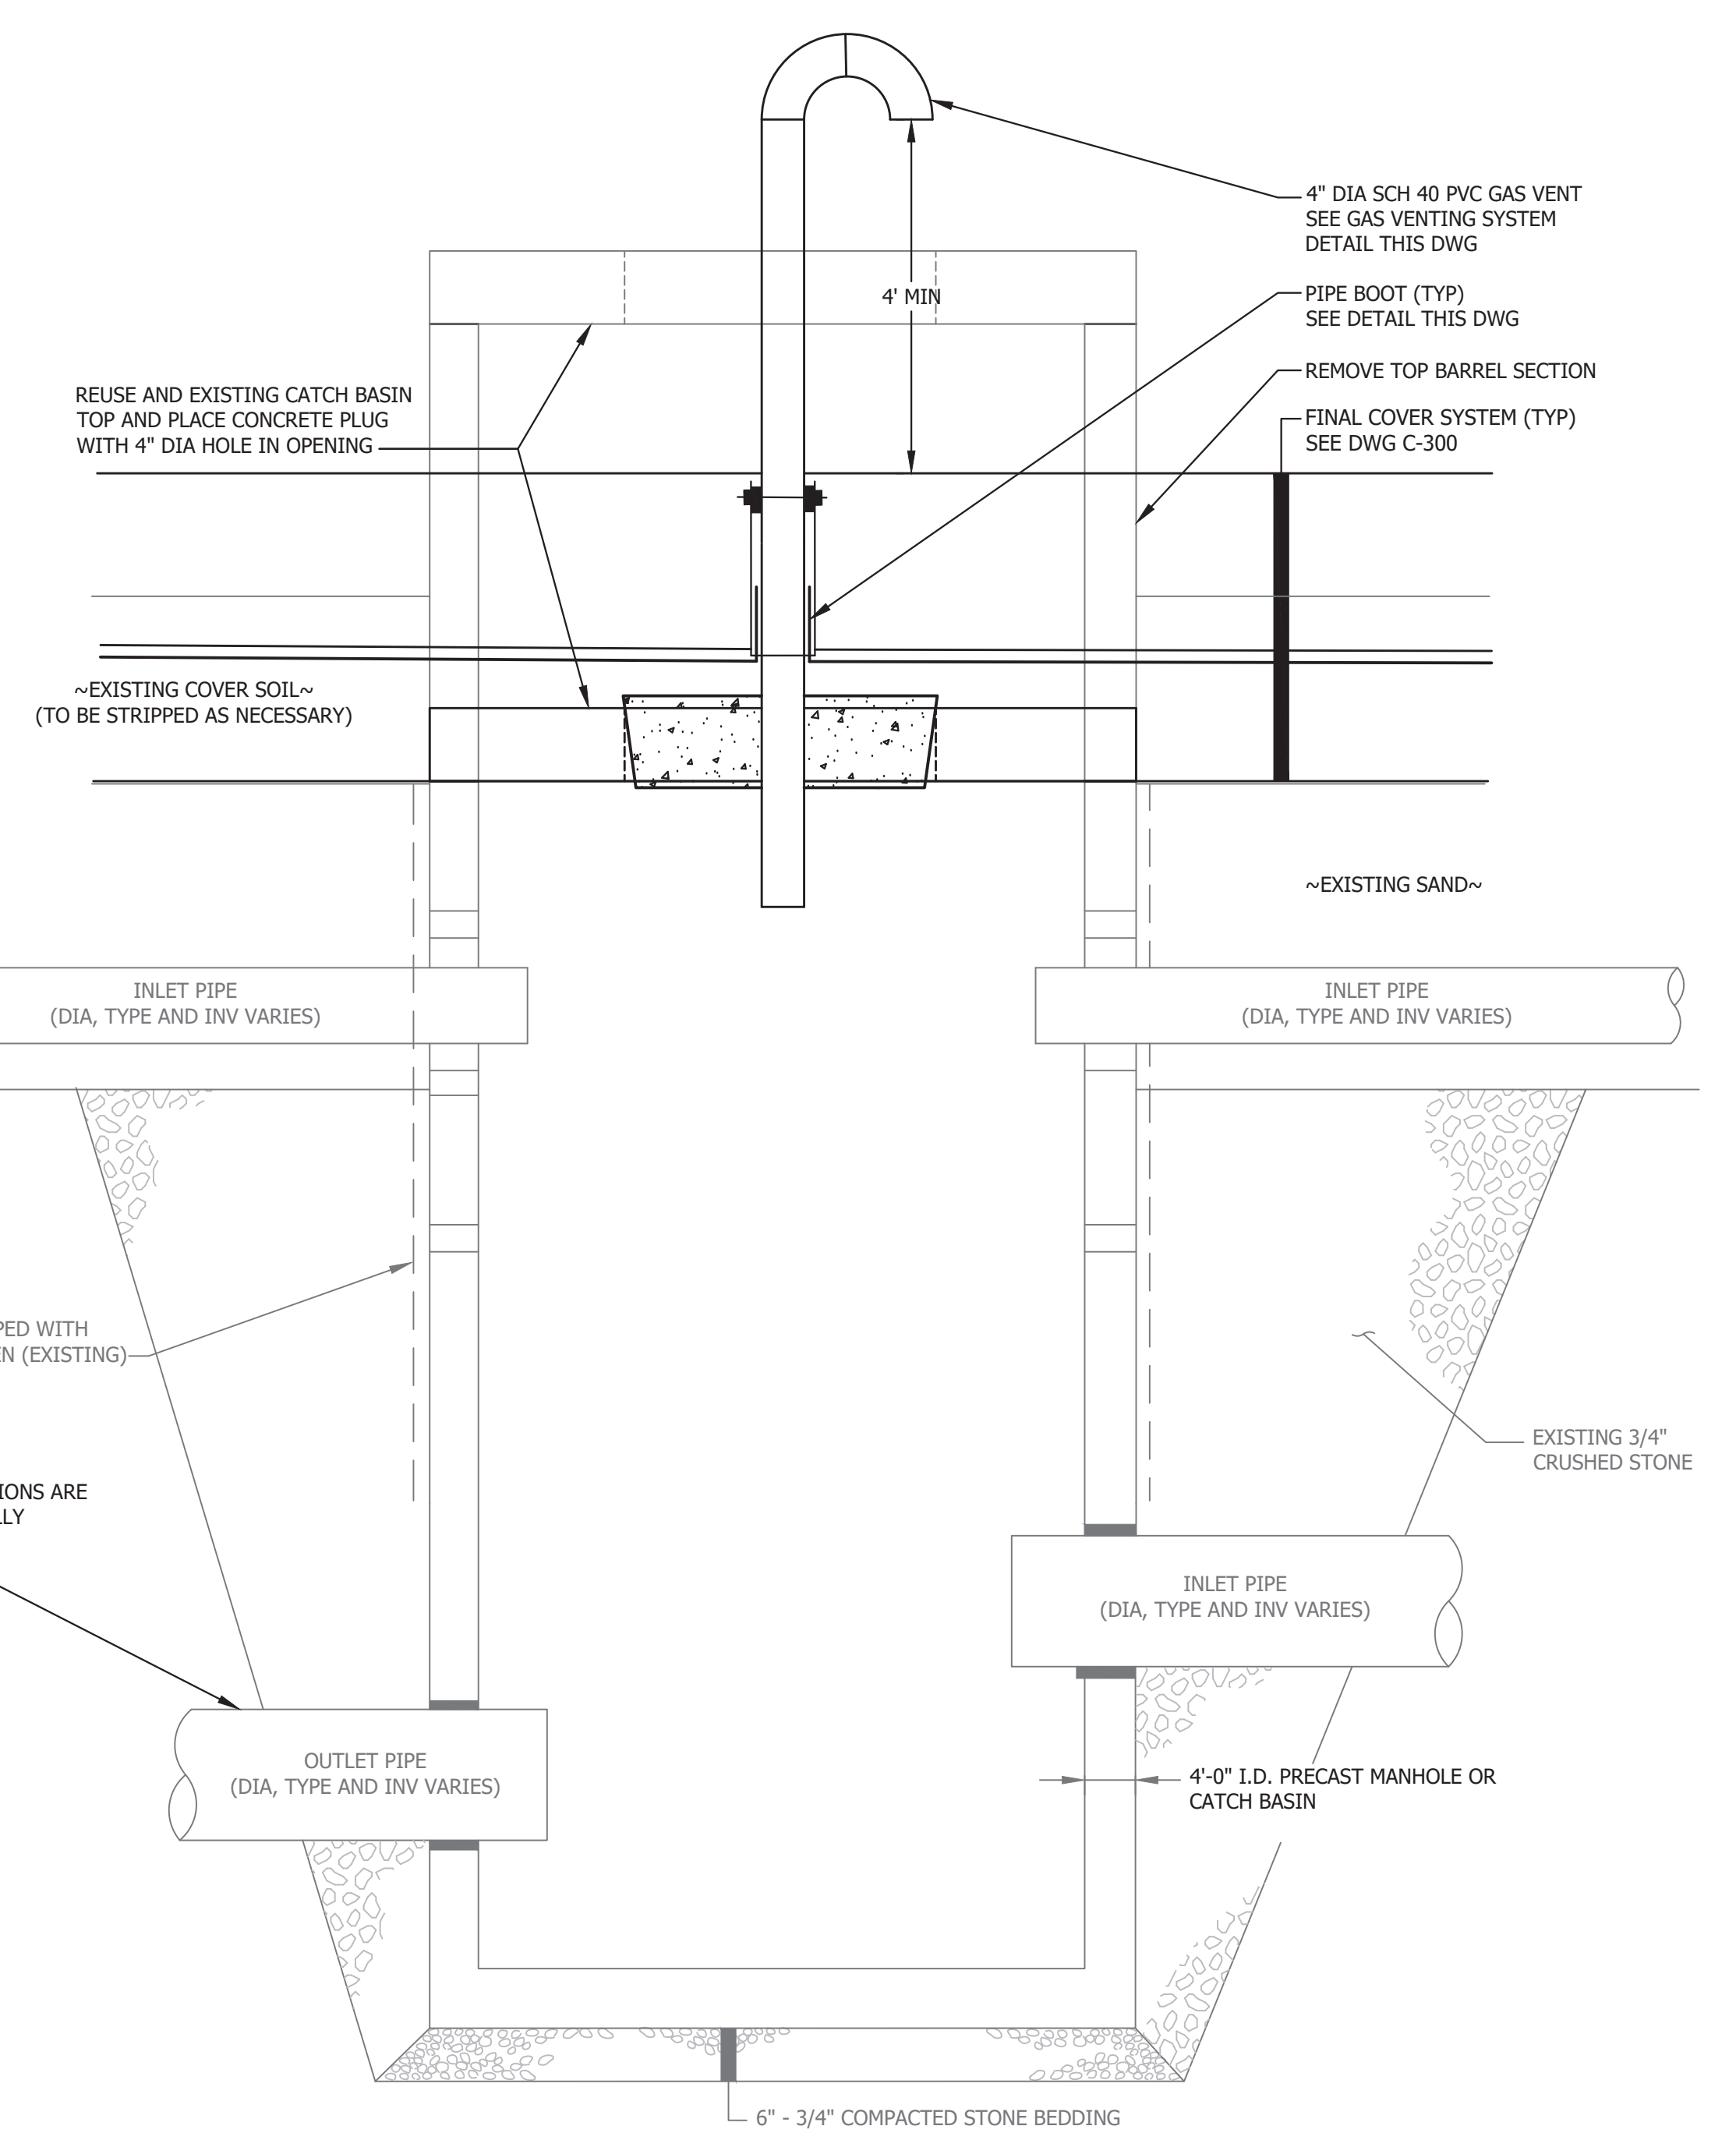 4" DIA SCH 40 PVC GAS VENT
SEE GAS VENTING SYSTEM
DETAIL THIS DWG
4' MIN
PIPE BOOT (TYP)
SEE DETAIL THIS DWG
REMOVE TOP BARREL SECTION
REUSE AND EXISTING CATCH BASIN
TOP AND PLACE CONCRETE PLUG
WITH 4" DIA HOLE IN OPENING
FINAL COVER SYSTEM (TYP)
SEE DWG C-300
~EXISTING COVER SOIL~
(TO BE STRIPPED AS NECESSARY)
~EXISTING SAND~
INLET PIPE
(DIA, TYPE AND INV VARIES)
INLET PIPE
(DIA, TYPE AND INV VARIES)
PED WITH
EN (EXISTING)
EXISTING 3/4"
CRUSHED STONE
IONS ARE
LLY
INLET PIPE
(DIA, TYPE AND INV VARIES)
OUTLET PIPE
(DIA, TYPE AND INV VARIES)
4'-0" I.D. PRECAST MANHOLE OR
CATCH BASIN
6" - 3/4" COMPACTED STONE BEDDING